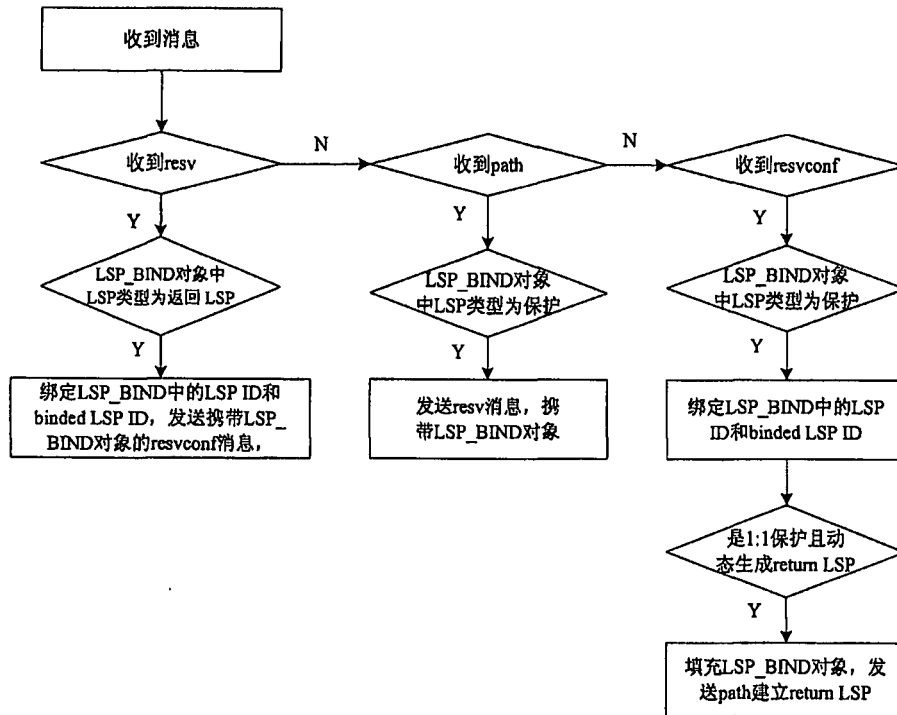 收到消息
收到resv
N
收到path
N
收到resvconf
Y
Y
Y
LSP_BIND对象中
LSP类型为返回 LSP
LSP_BIND对象
中LSP类型为保护
LSP_BIND对象
中LSP类型为保护
Y
Y
Y
绑定LSP_BIND中的LSP ID和
binded LSP ID，发送携带LSP_
BIND对象的resvconf消息，
发送resv消息，携
带LSP_BIND对象
绑定LSP_BIND中的LSP
ID和binded LSP ID
是1:1保护且动
态生成return LSP
Y
填充LSP_BIND对象，发
送path建立return LSP